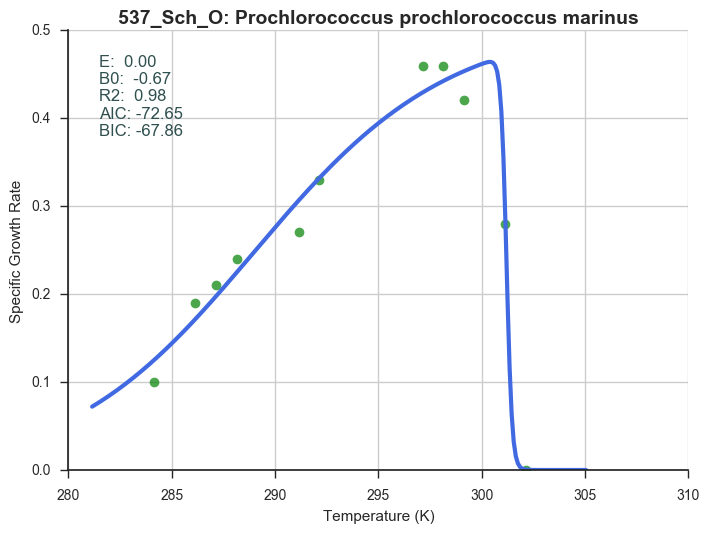 537_Sch_O: Prochlorococcus prochlorococcus marinus
E:  0.00
B0:  -0.67
R2:  0.98
AIC: -72.65
BIC: -67.86
Specific Growth Rate
0.5
0.4
0.3
0.2
0.1
0.0
280 285 290 295 300 305 310
Temperature (K)